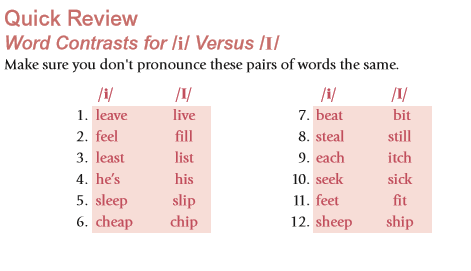 Quick Review
Word Contrasts for /i/ Versus /I/
Make sure you don't pronounce these pairs of words the same.
/i/ /I/ /i/ /I/
1. leave live 7. beat bit
2. feel fill 8. steal still
3. least list 9. each itch
4. he's his 10. seek sick
5. sleep slip 11. feet fit
6. cheap chip 12. sheep ship